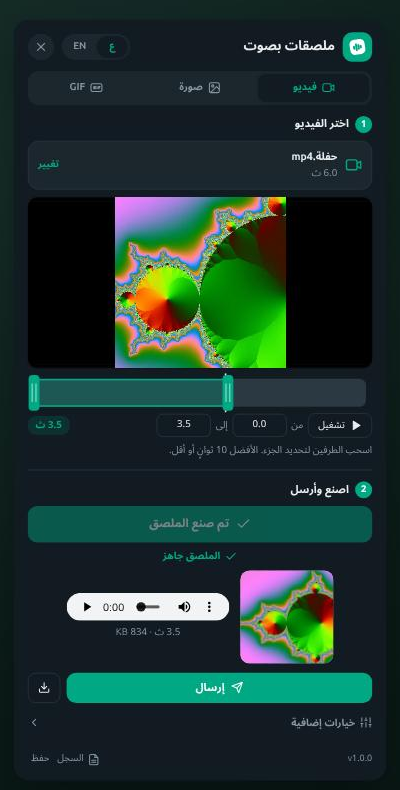 ملصقات بصوت
ع
EN
فيديو
صورة
GIF
1 اختر الفيديو
حفلة.mp4
6.0 ث
تغيير
تشغيل
من 0.0 إلى 3.5
3.5 ث
اسحب الطرفين لتحديد الجزء. الأفضل 10 ثوانٍ أو أقل.
2 اصنع وأرسل
تم صنع الملصق
الملصق جاهز
0:00
3.5 ث · 834 KB
إرسال
خيارات إضافية
v1.0.0
السجل
حفظ